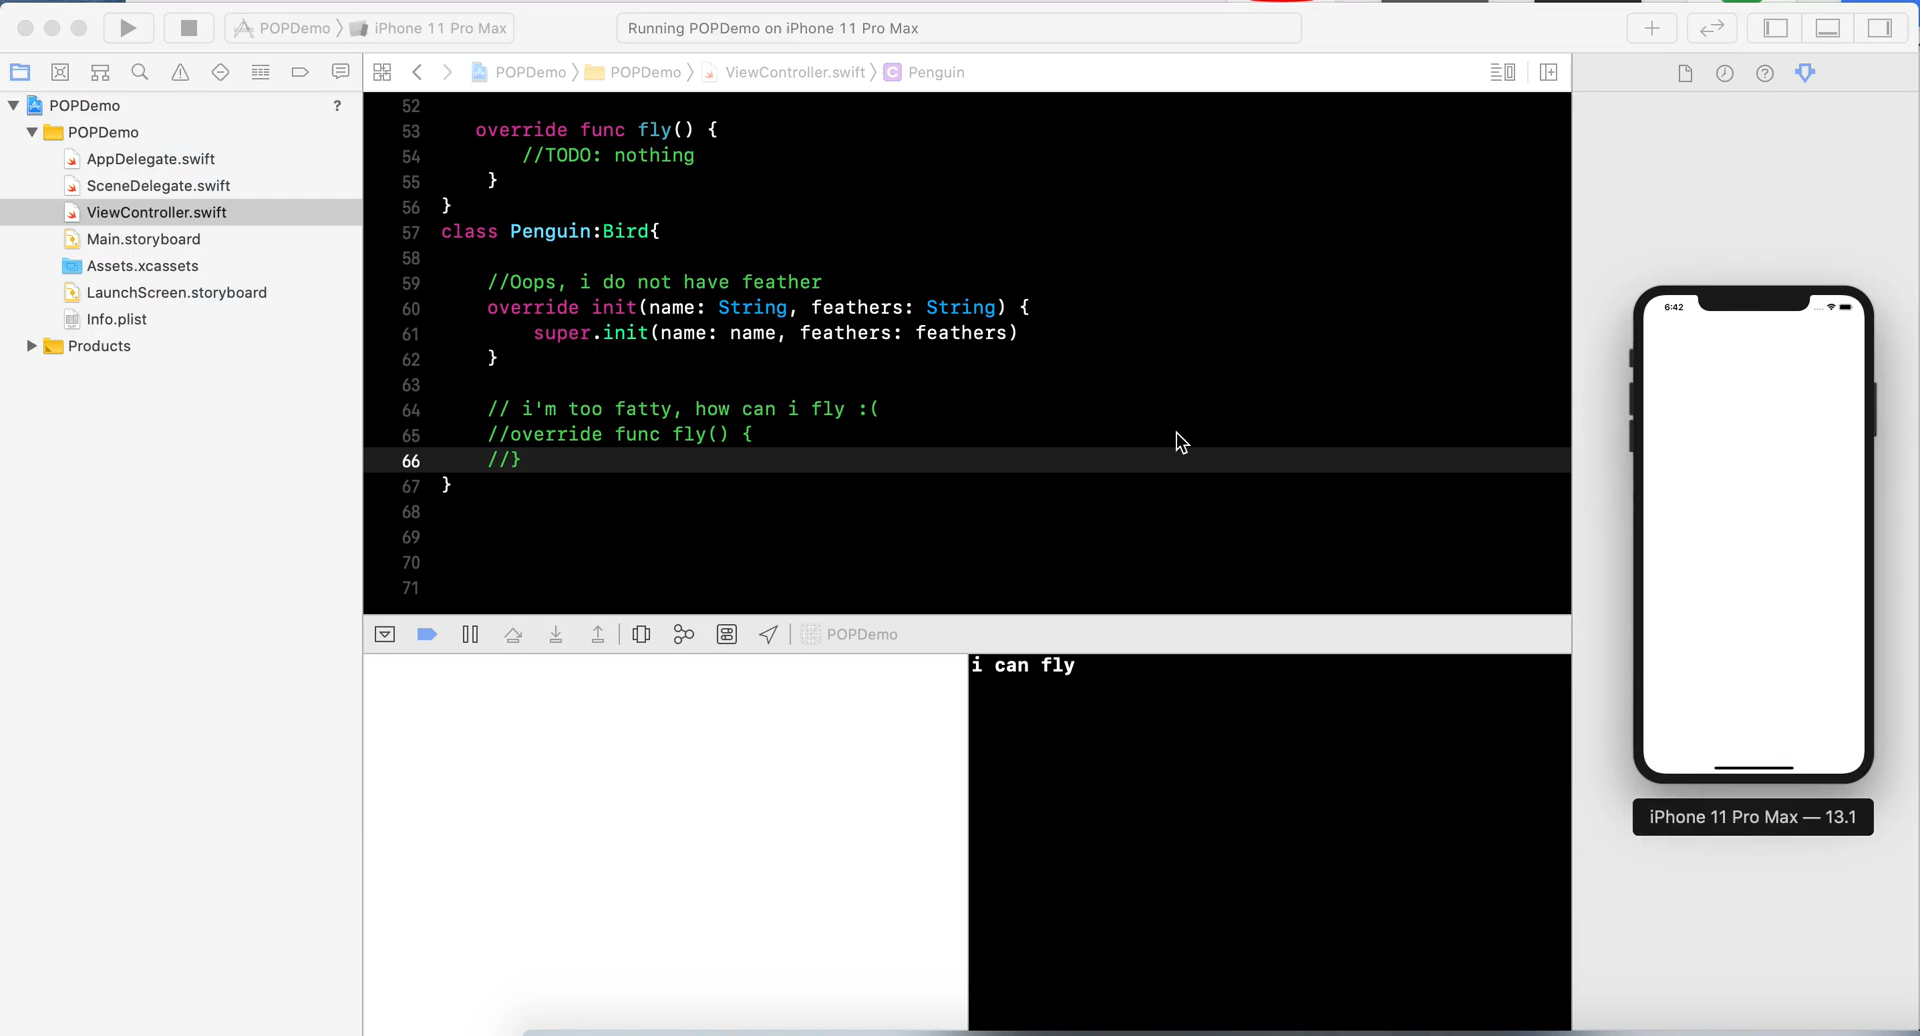 POPDemo iPhone 11 Pro Max
Running POPDemo on iPhone 11 Pro Max
POPDemo POPDemo ViewController.swift C Penguin
POPDemo ?
POPDemo
AppDelegate.swift
SceneDelegate.swift
ViewController.swift
Main.storyboard
Assets.xcassets
LaunchScreen.storyboard
Info.plist
Products
52
53 override func fly() {
54 //TODO: nothing
55 }
56 }
57 class Penguin:Bird{
58
59 //Oops, i do not have feather
60 override init(name: String, feathers: String) {
61 super.init(name: name, feathers: feathers)
62 }
63
64 // i'm too fatty, how can i fly :(
65 //override func fly() {
66 //}
67 }
68
69
70
71
POPDemo
i can fly
6:42
iPhone 11 Pro Max — 13.1